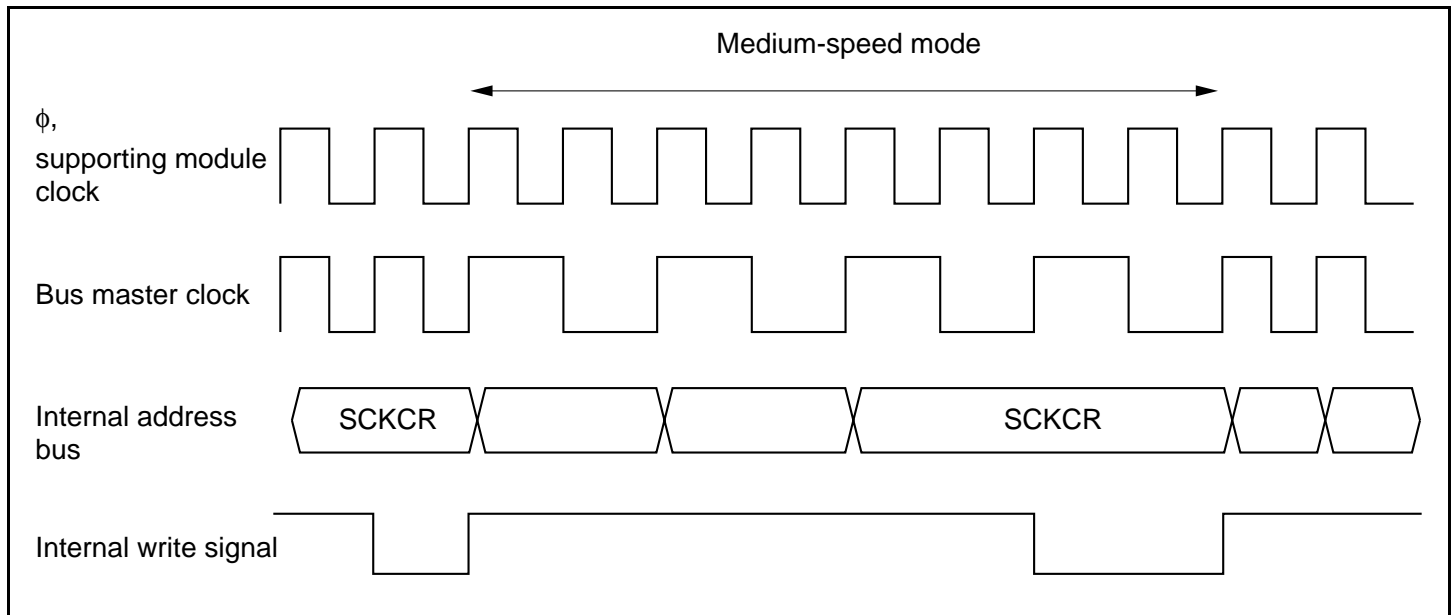 Medium-speed mode
ϕ,
supporting module
clock
Bus master clock
Internal address
bus
SCKCR
SCKCR
Internal write signal